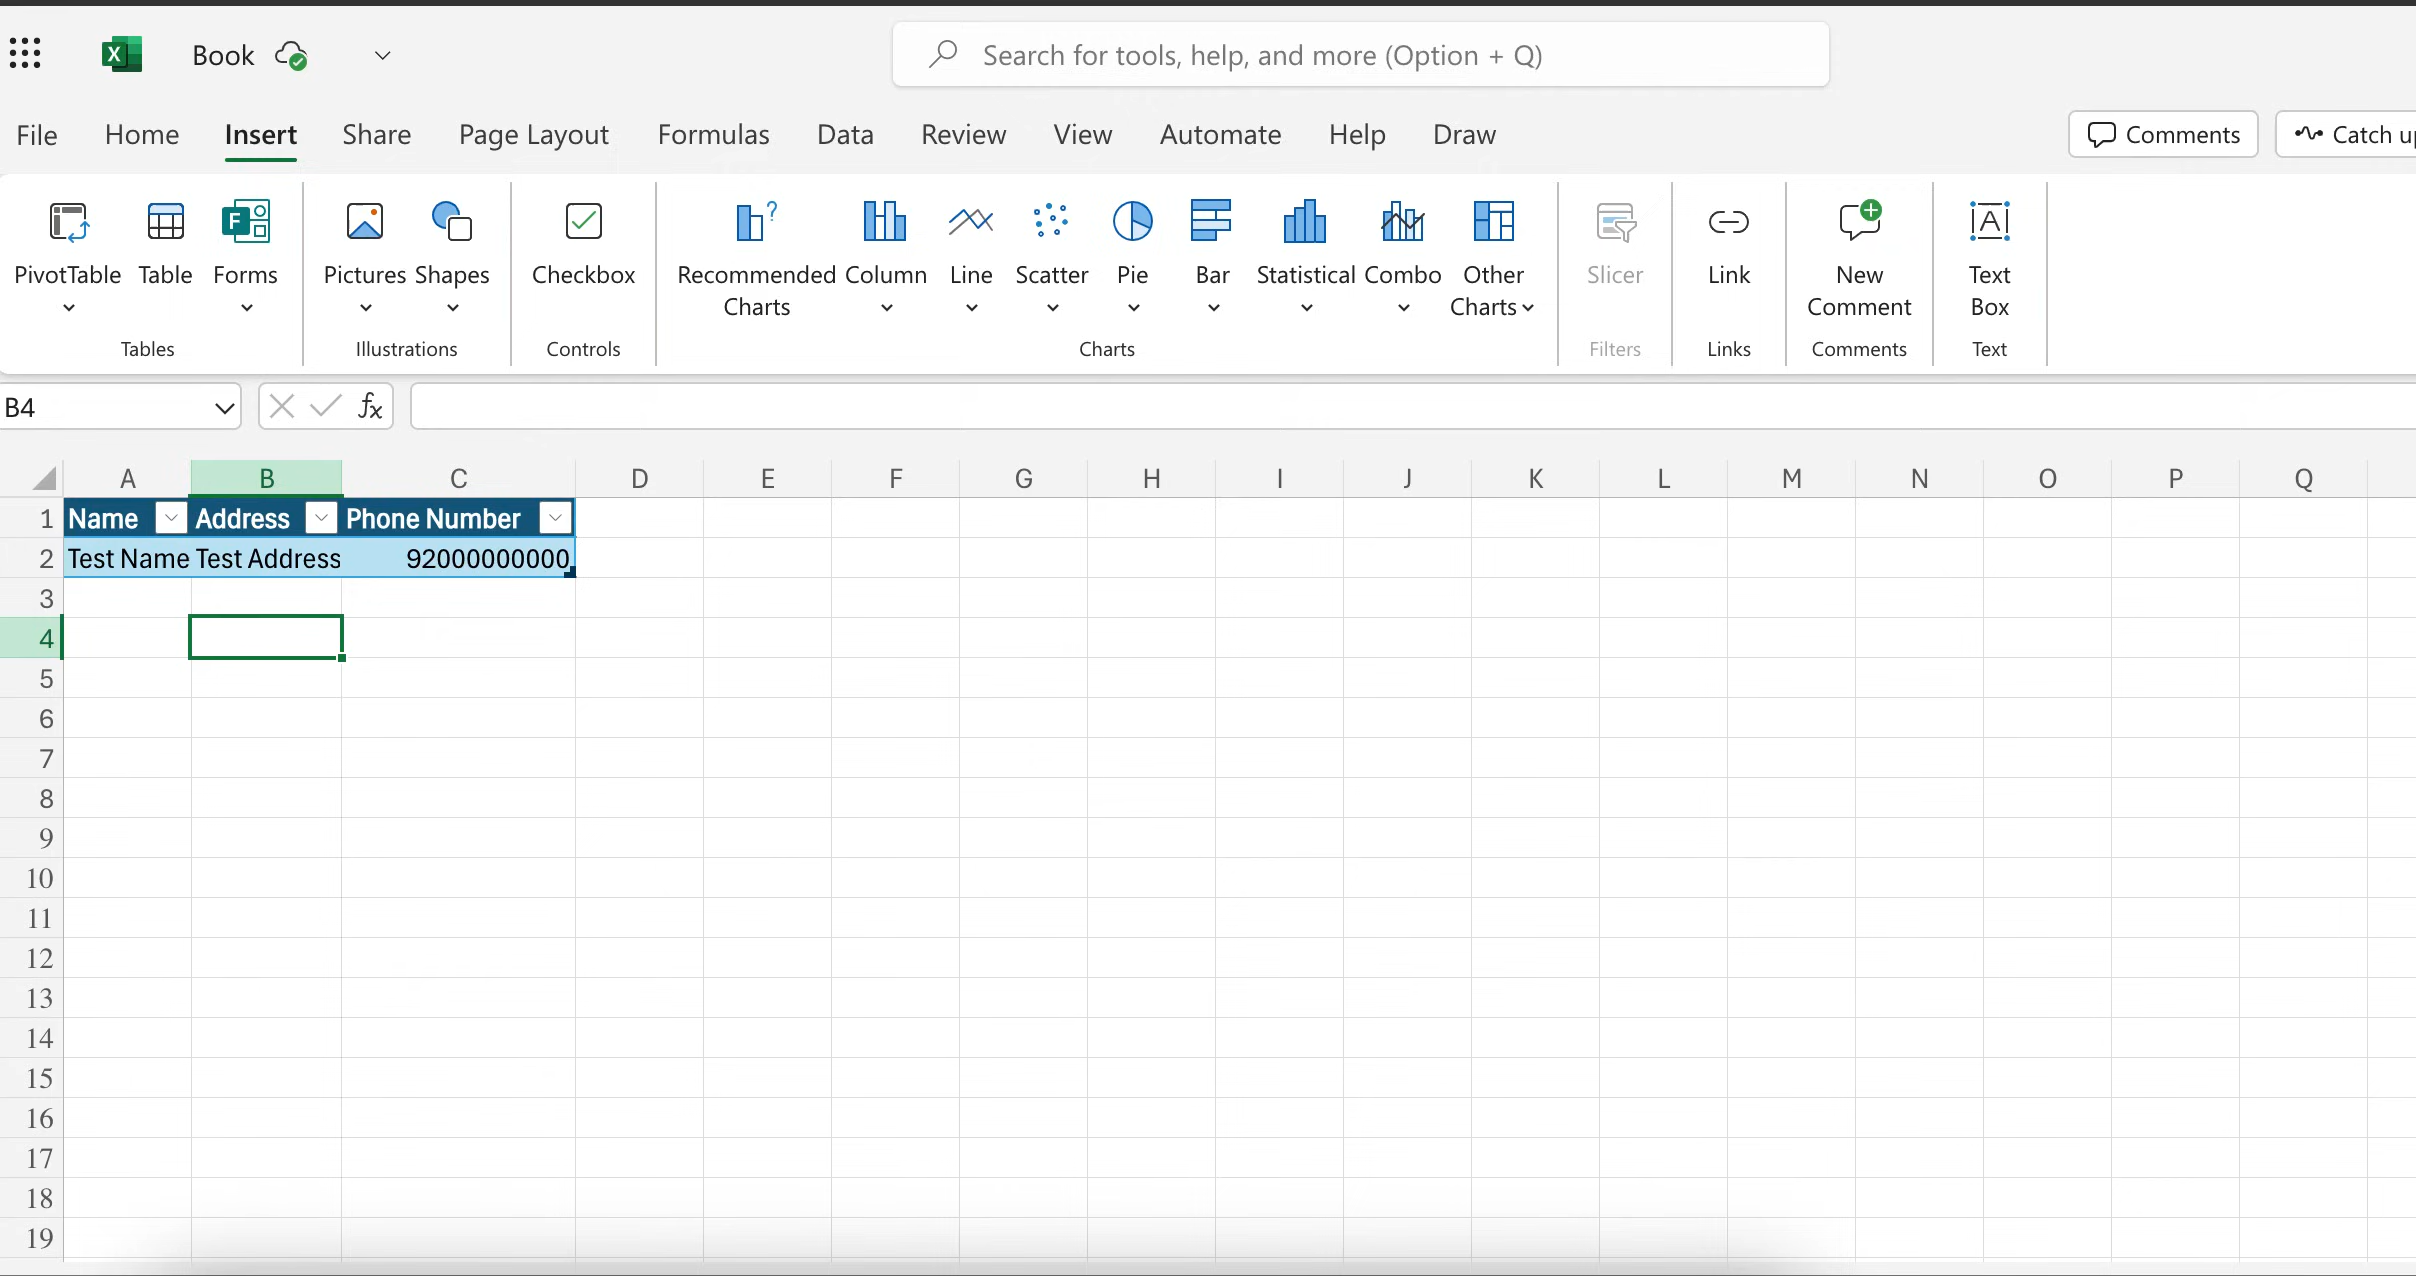 Book
Search for tools, help, and more (Option + Q)
File Home Insert Share Page Layout Formulas Data Review View Automate Help Draw
Comments Catch up
PivotTable Table Forms Pictures Shapes Checkbox Recommended Charts Column Line Scatter Pie Bar Statistical Combo Other Charts Slicer Link New Comment Text Box
Tables Illustrations Controls Charts Filters Links Comments Text
B4 fx
A B C D E F G H I J K L M N O P Q
1 Name Address Phone Number
2 Test Name Test Address 92000000000
3
4
5
6
7
8
9
10
11
12
13
14
15
16
17
18
19